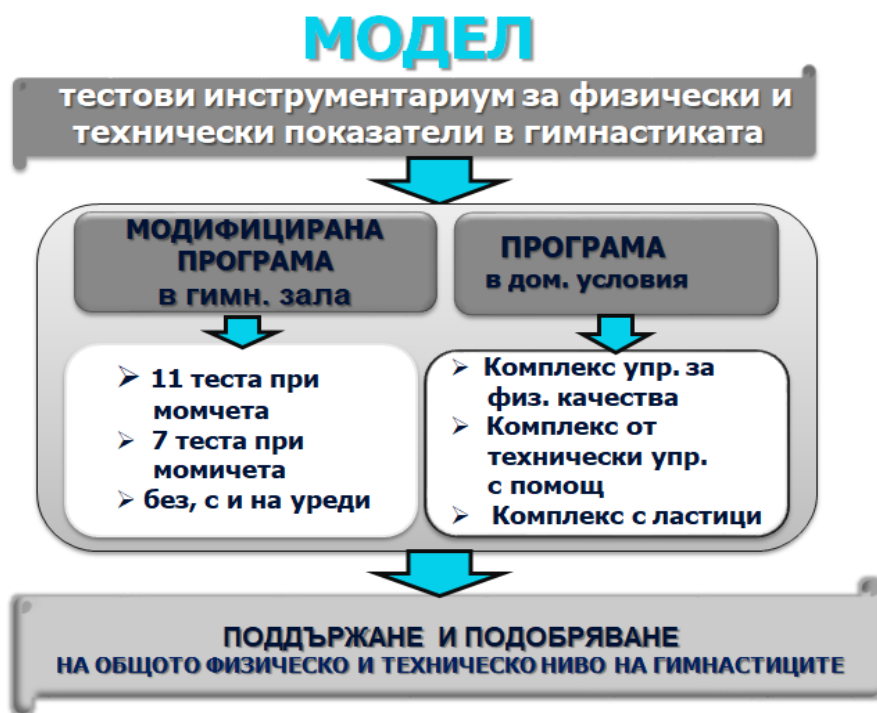 МОДЕЛ
тестови инструментариум за физически и
технически показатели в гимнастиката
МОДИФИЦИРАНА
ПРОГРАМА
в гимн. зала
ПРОГРАМА
в дом. условия
➢ 11 теста при
момчета
➢ 7 теста при
момичета
➢ без, с и на уреди
➢ Комплекс упр. за
физ. качества
➢ Комплекс от
технически упр.
с помощ
➢ Комплекс с ластици
ПОДДЪРЖАНЕ И ПОДОБРЯВАНЕ
НА ОБЩОТО ФИЗИЧЕСКО И ТЕХНИЧЕСКО НИВО НА ГИМНАСТИЦИТЕ